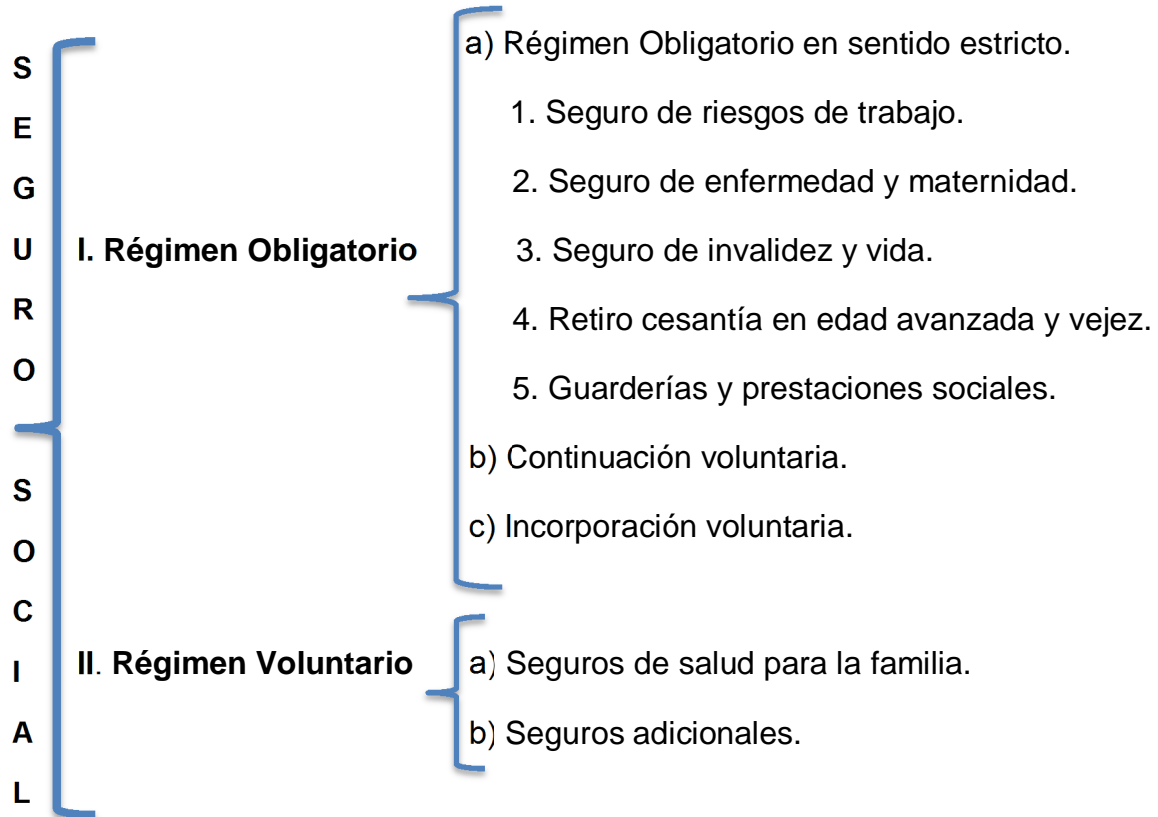 SEGURO SOCIAL
I. Régimen Obligatorio
a) Régimen Obligatorio en sentido estricto.
1. Seguro de riesgos de trabajo.
2. Seguro de enfermedad y maternidad.
3. Seguro de invalidez y vida.
4. Retiro cesantía en edad avanzada y vejez.
5. Guarderías y prestaciones sociales.
b) Continuación voluntaria.
c) Incorporación voluntaria.
II. Régimen Voluntario
a) Seguros de salud para la familia.
b) Seguros adicionales.